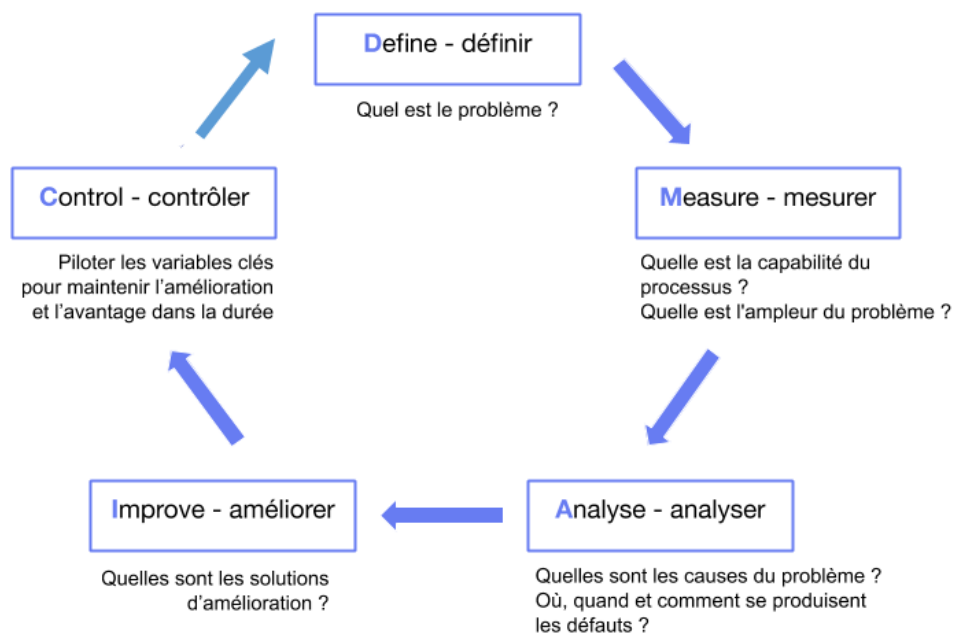 Define - définir
Quel est le problème ?
Measure - mesurer
Quelle est la capabilité du
processus ?
Quelle est l'ampleur du problème ?
Analyse - analyser
Quelles sont les causes du problème ?
Où, quand et comment se produisent
les défauts ?
Improve - améliorer
Quelles sont les solutions
d’amélioration ?
Control - contrôler
Piloter les variables clés
pour maintenir l’amélioration
et l’avantage dans la durée